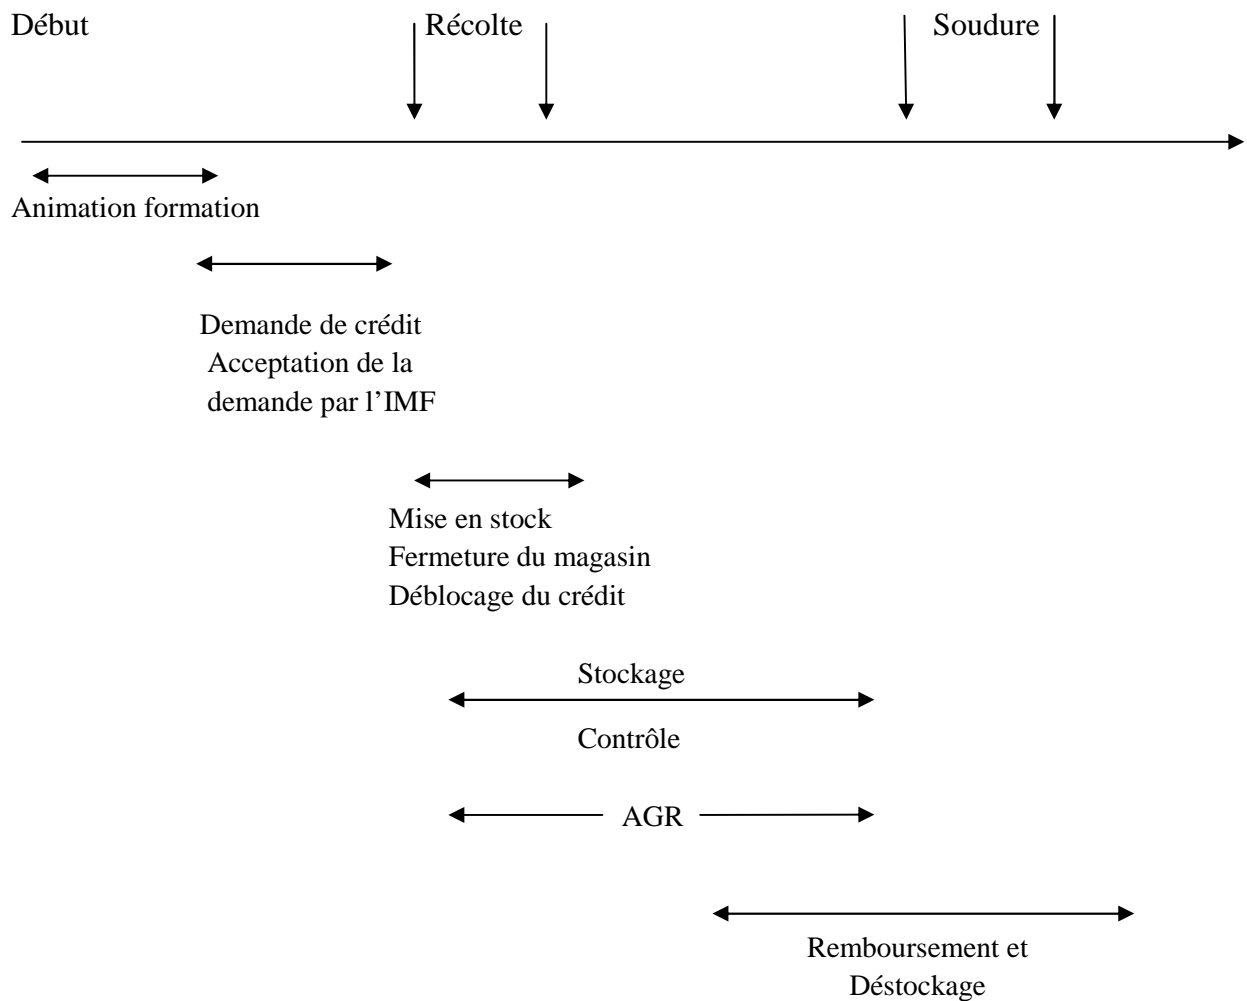 Début
Récolte
Soudure
Animation formation
Demande de crédit
Acceptation de la
demande par l’IMF
Mise en stock
Fermeture du magasin
Déblocage du crédit
Stockage
Contrôle
AGR
Remboursement et
Déstockage